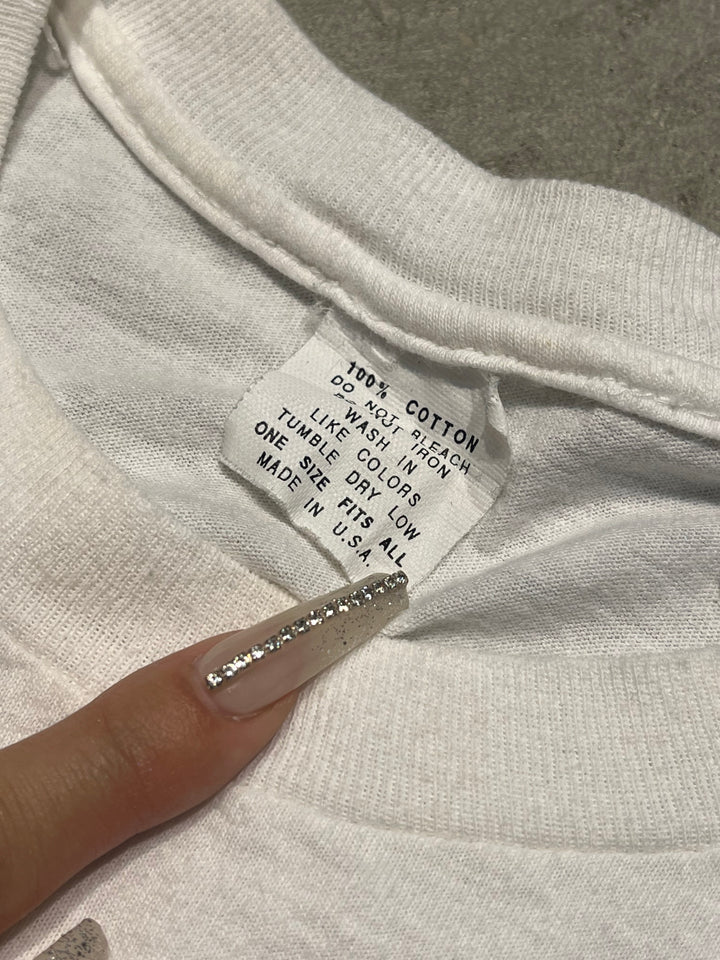 100% COTTON
DO NOT BLEACH
WASH IN
LIKE COLORS
TUMBLE DRY LOW
ONE SIZE FITS ALL
MADE IN U.S.A.